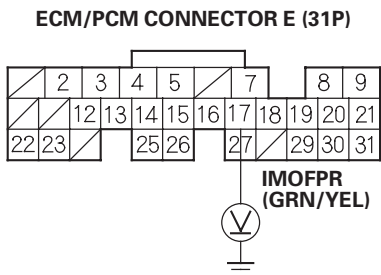 ECM/PCM CONNECTOR E (31P)
2 3 4 5 7 8 9
12 13 14 15 16 17 18 19 20 21
22 23 25 26 27 29 30 31
IMOFPR
(GRN/YEL)
V